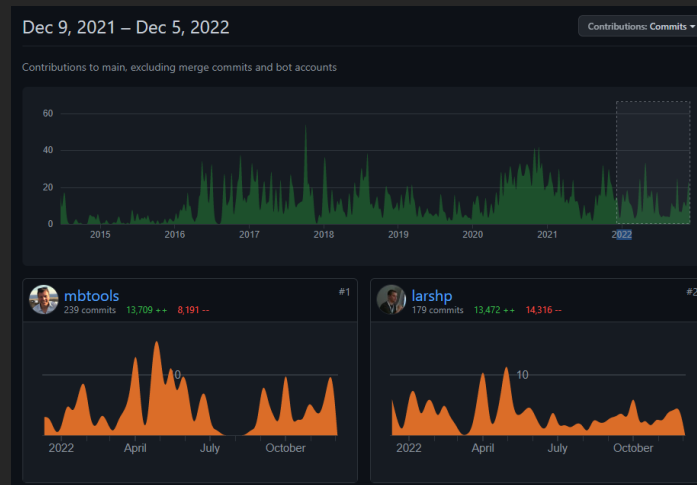 Dec 9, 2021 – Dec 5, 2022
Contributions: Commits
Contributions to main, excluding merge commits and bot accounts
60
40
20
0
2015 2016 2017 2018 2019 2020 2021 2022
mbtools #1
239 commits 13,709 ++ 8,191 --
0
2022 April July October
larshp #2
179 commits 13,472 ++ 14,316 --
10
2022 April July October